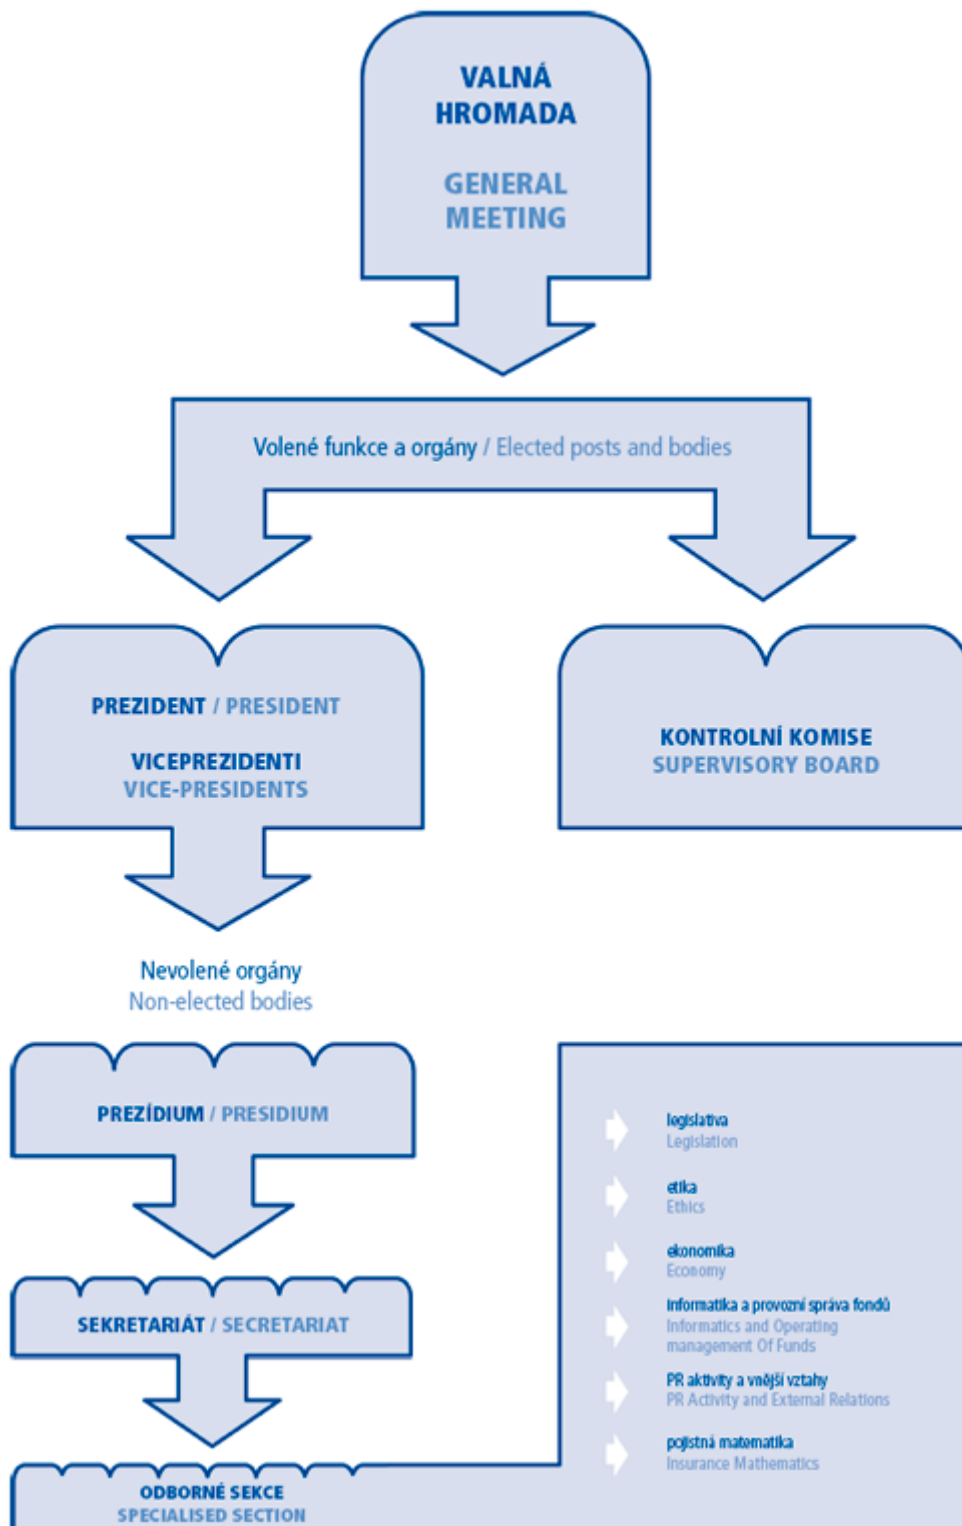 VALNÁ
HROMADA
GENERAL
MEETING
Volené funkce a orgány / Elected posts and bodies
PREZIDENT / PRESIDENT
VICEPREZIDENTI
VICE-PRESIDENTS
KONTROLNÍ KOMISE
SUPERVISORY BOARD
Nevolené orgány
Non-elected bodies
PREZÍDIUM / PRESIDIUM
SEKRETARIÁT / SECRETARIAT
ODBORNÉ SEKCE
SPECIALISED SECTION
legislativa
Legislation
etika
Ethics
ekonomika
Economy
informatika a provozní správa fondů
Informatics and Operating
management Of Funds
PR aktivity a vnější vztahy
PR Activity and External Relations
pojistná matematika
Insurance Mathematics